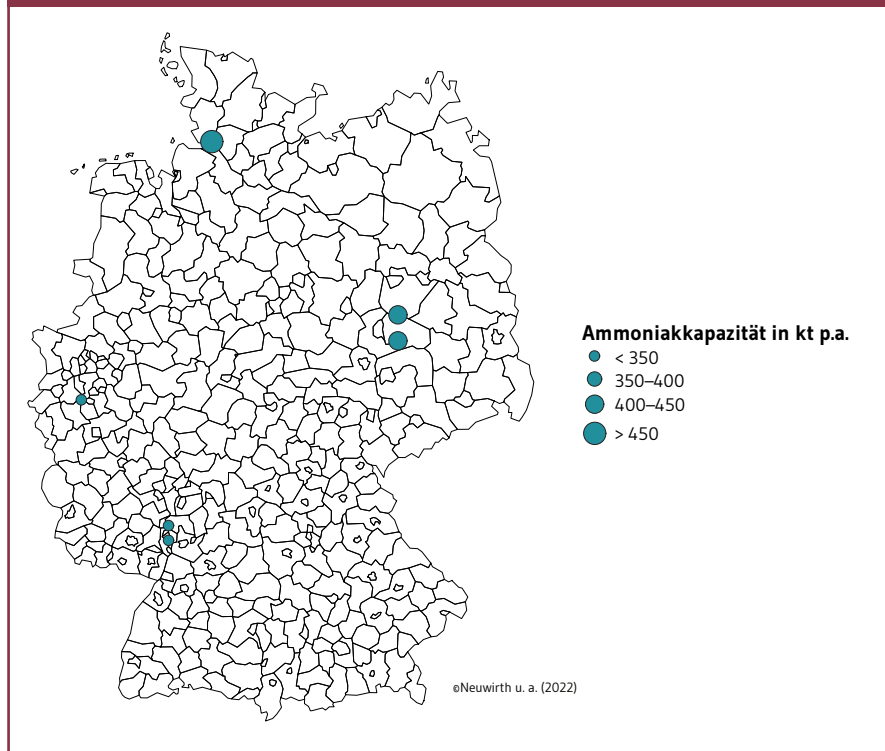 Ammoniakkapazität in kt p.a.
< 350
350–400
400–450
> 450
©Neuwirth u. a. (2022)